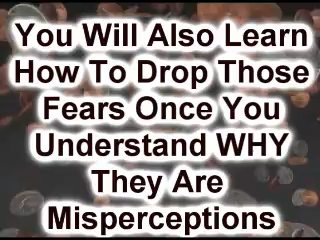 You Will Also Learn
How To Drop Those
Fears Once You
Understand WHY
They Are
Misperceptions